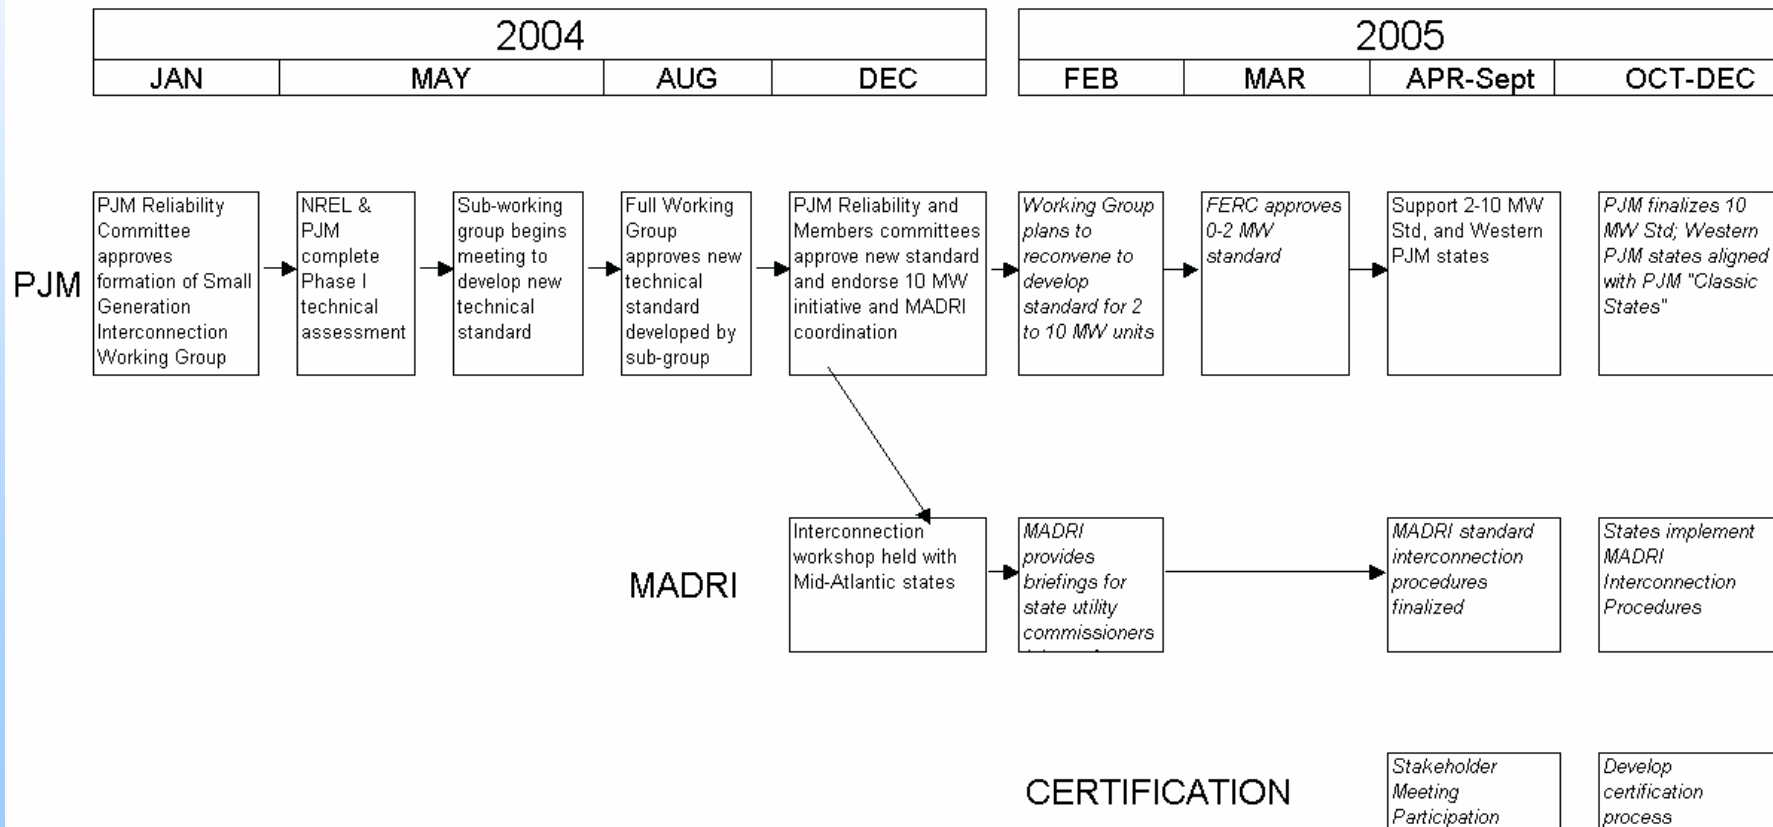 2004
2005
JAN
MAY
AUG
DEC
FEB
MAR
APR-Sept
OCT-DEC
PJM
PJM Reliability
Committee
approves
formation of Small
Generation
Interconnection
Working Group
NREL &
PJM
complete
Phase I
technical
assessment
Sub-working
group begins
meeting to
develop new
technical
standard
Full Working
Group
approves new
technical
standard
developed by
sub-group
PJM Reliability and
Members committees
approve new standard
and endorse 10 MW
initiative and MADRI
coordination
Working Group
plans to
reconvene to
develop
standard for 2
to 10 MW units
FERC approves
0-2 MW
standard
Support 2-10 MW
Std, and Western
PJM states
PJM finalizes 10
MW Std; Western
PJM states aligned
with PJM "Classic
States"
MADRI
Interconnection
workshop held with
Mid-Atlantic states
MADRI
provides
briefings for
state utility
commissioners
MADRI standard
interconnection
procedures
finalized
States implement
MADRI
Interconnection
Procedures
CERTIFICATION
Stakeholder
Meeting
Participation
Develop
certification
process